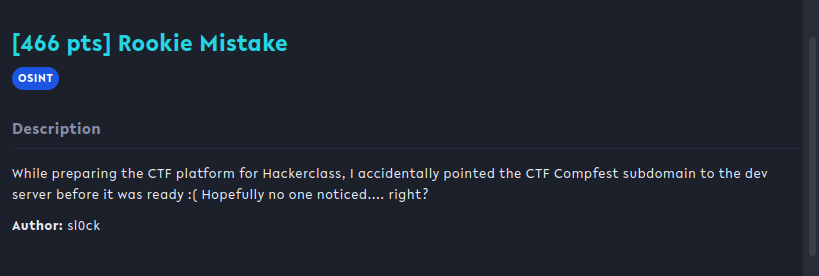 [466 pts] Rookie Mistake
OSINT
Description
While preparing the CTF platform for Hackerclass, I accidentally pointed the CTF Compfest subdomain to the dev
server before it was ready :( Hopefully no one noticed.... right?
Author: sl0ck